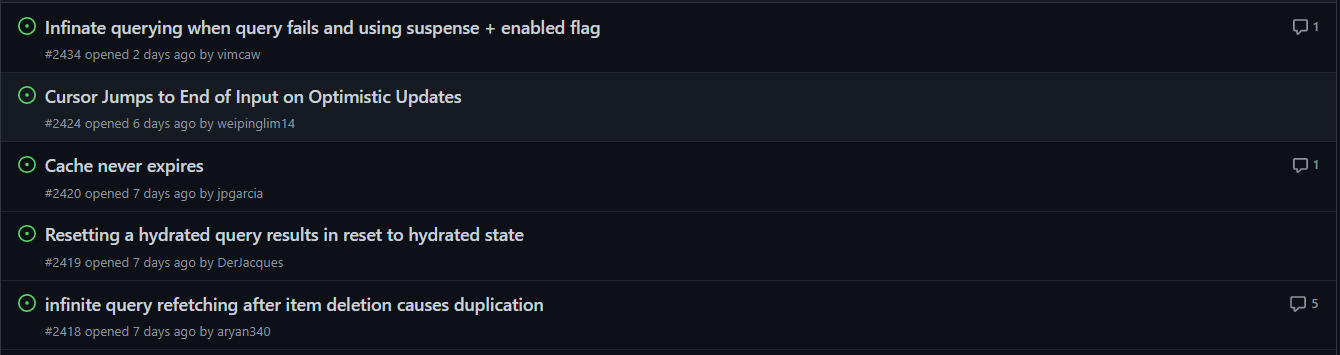 Infinate querying when query fails and using suspense + enabled flag
1
#2434 opened 2 days ago by vimcaw
Cursor Jumps to End of Input on Optimistic Updates
#2424 opened 6 days ago by weipinglim14
Cache never expires
1
#2420 opened 7 days ago by jpgarcia
Resetting a hydrated query results in reset to hydrated state
#2419 opened 7 days ago by DerJacques
infinite query refetching after item deletion causes duplication
5
#2418 opened 7 days ago by aryan340